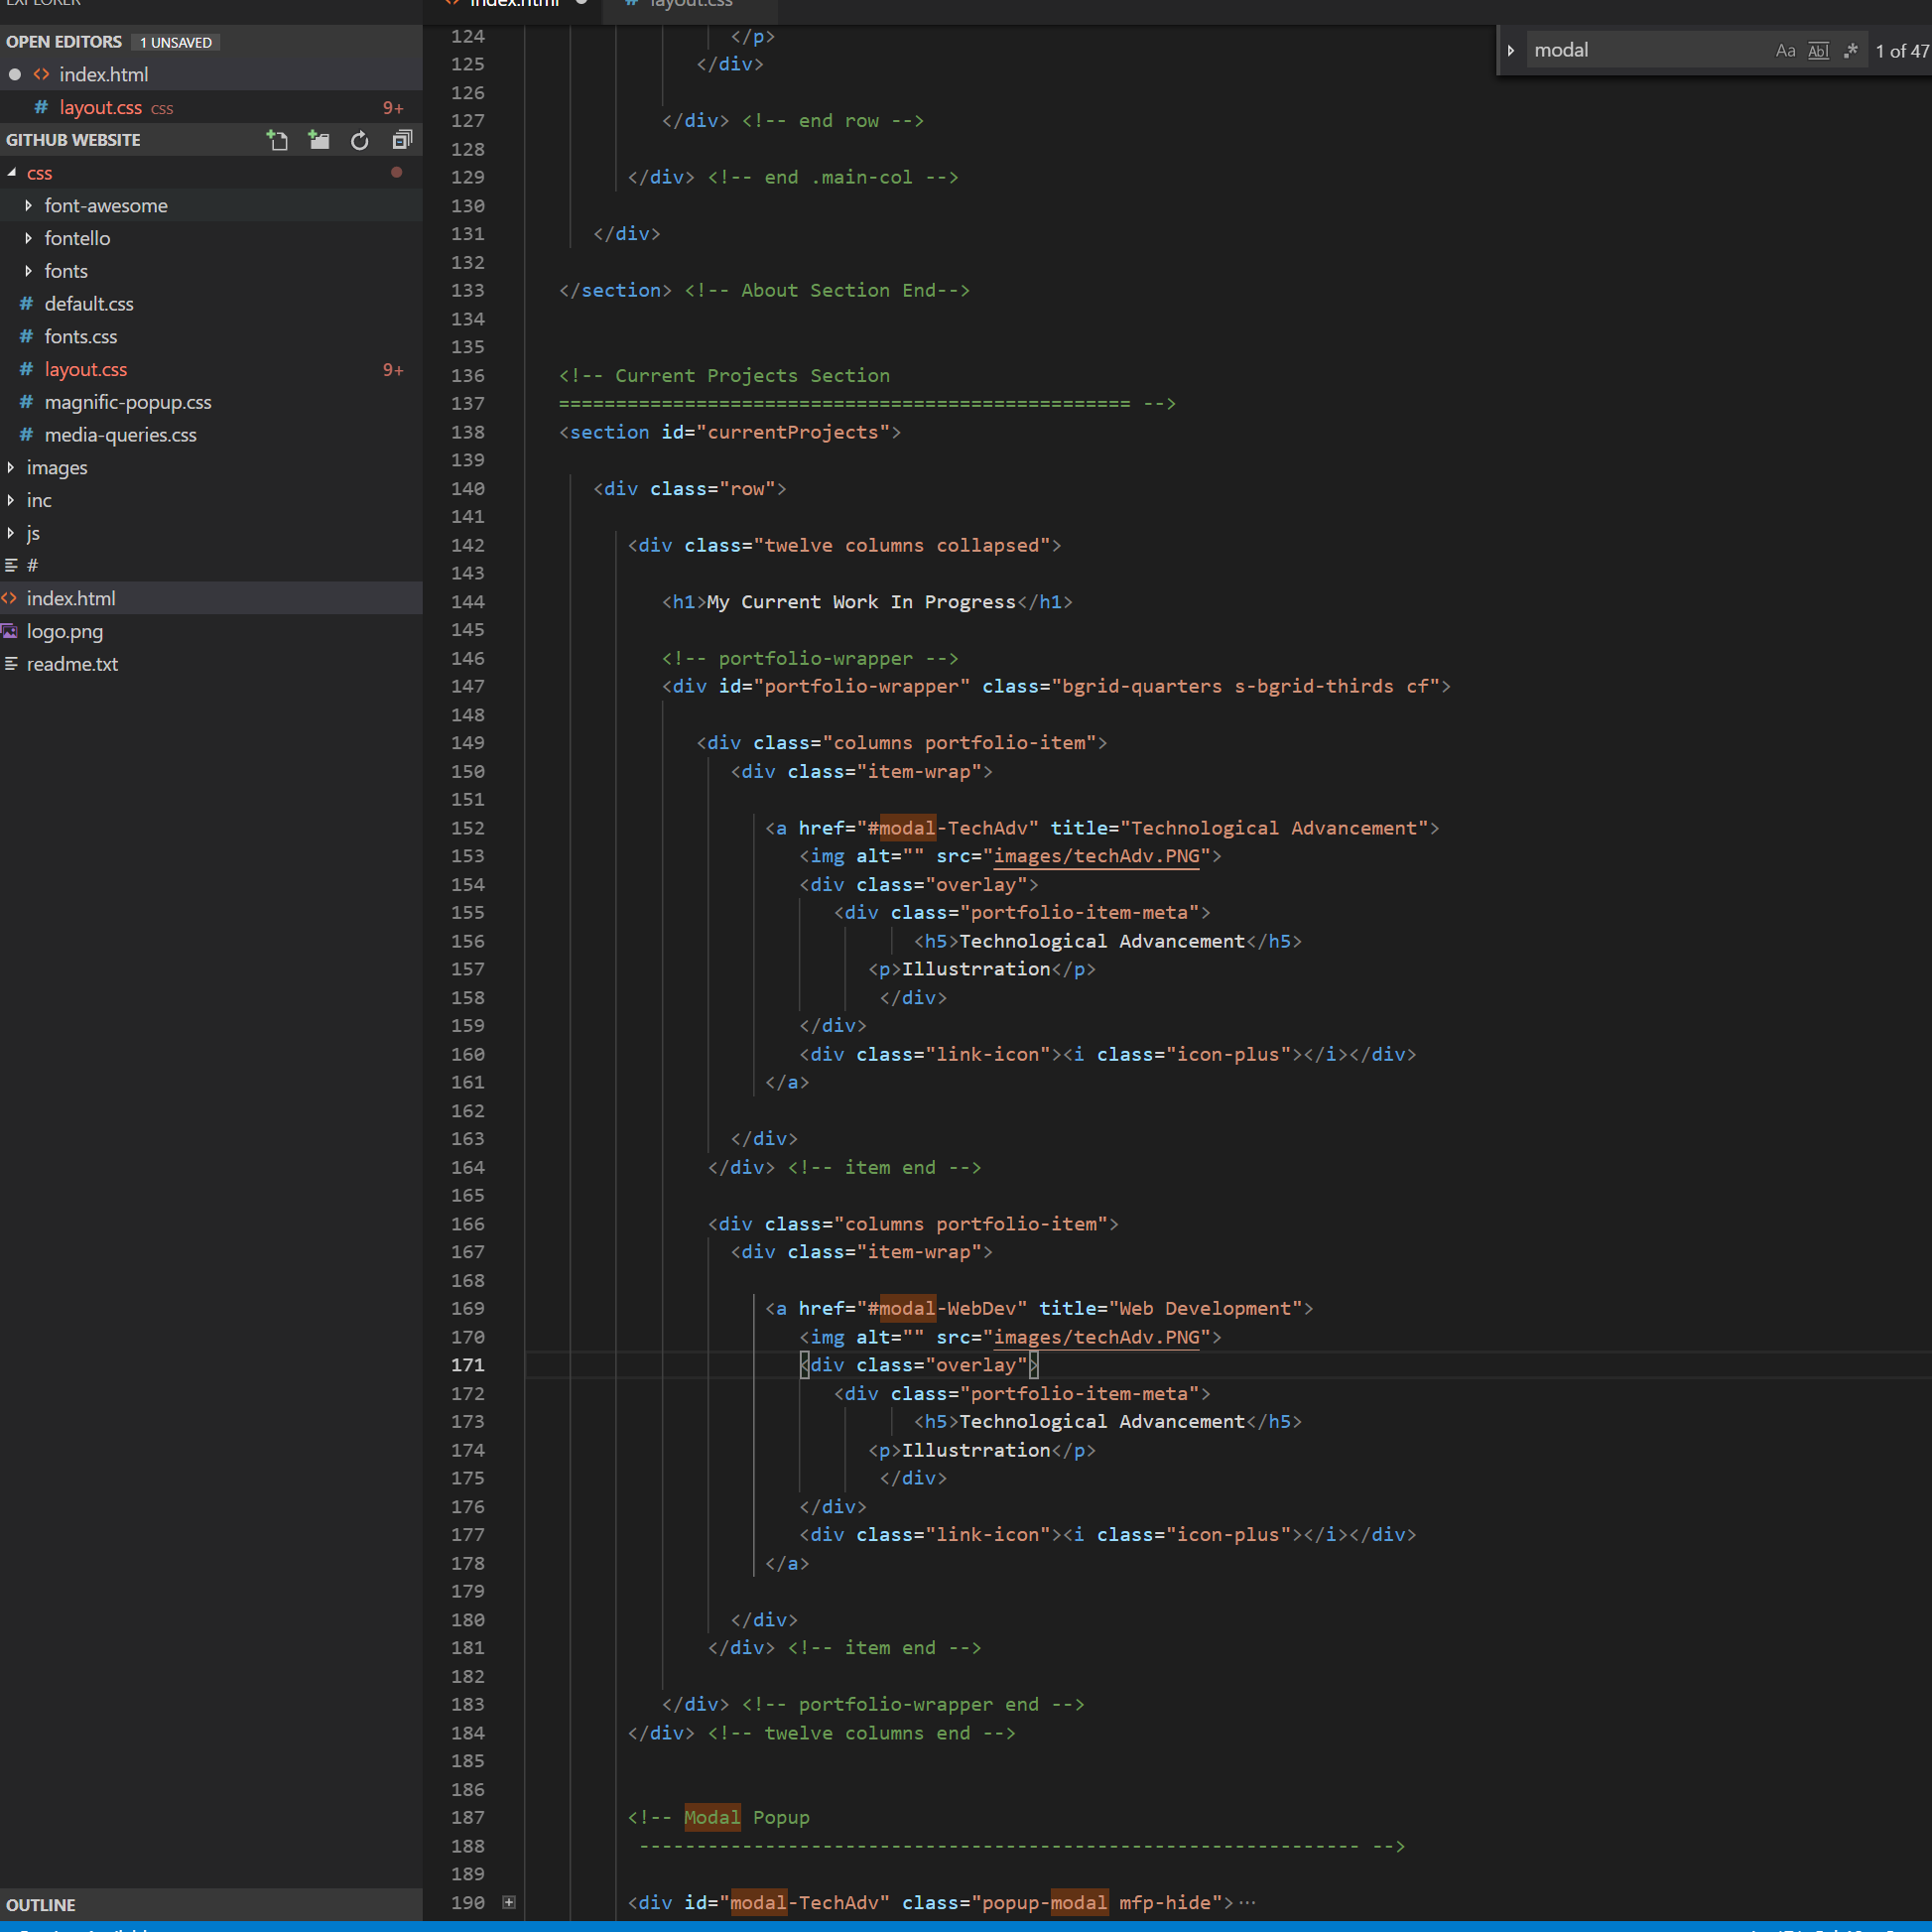 EXPLORER
OPEN EDITORS 1 UNSAVED
index.html
# layout.css css 9+
GITHUB WEBSITE
css
font-awesome
fontello
fonts
# default.css
# fonts.css
# layout.css 9+
# magnific-popup.css
# media-queries.css
images
inc
js
#
index.html
logo.png
readme.txt
OUTLINE
<> index.html # layout.css
modal Aa Abl .* 1 of 47
124 </p>
125 </div>
126
127 </div> <!-- end row -->
128
129 </div> <!-- end .main-col -->
130
131 </div>
132
133 </section> <!-- About Section End-->
134
135
136 <!-- Current Projects Section
137 ================================================== -->
138 <section id="currentProjects">
139
140 <div class="row">
141
142 <div class="twelve columns collapsed">
143
144 <h1>My Current Work In Progress</h1>
145
146 <!-- portfolio-wrapper -->
147 <div id="portfolio-wrapper" class="bgrid-quarters s-bgrid-thirds cf">
148
149 <div class="columns portfolio-item">
150 <div class="item-wrap">
151
152 <a href="#modal-TechAdv" title="Technological Advancement">
153 <img alt="" src="images/techAdv.PNG">
154 <div class="overlay">
155 <div class="portfolio-item-meta">
156 <h5>Technological Advancement</h5>
157 <p>Illustrration</p>
158 </div>
159 </div>
160 <div class="link-icon"><i class="icon-plus"></i></div>
161 </a>
162
163 </div>
164 </div> <!-- item end -->
165
166 <div class="columns portfolio-item">
167 <div class="item-wrap">
168
169 <a href="#modal-WebDev" title="Web Development">
170 <img alt="" src="images/techAdv.PNG">
171 <div class="overlay">
172 <div class="portfolio-item-meta">
173 <h5>Technological Advancement</h5>
174 <p>Illustrration</p>
175 </div>
176 </div>
177 <div class="link-icon"><i class="icon-plus"></i></div>
178 </a>
179
180 </div>
181 </div> <!-- item end -->
182
183 </div> <!-- portfolio-wrapper end -->
184 </div> <!-- twelve columns end -->
185
186
187 <!-- Modal Popup
188 --------------------------------------------------------------- -->
189
190 <div id="modal-TechAdv" class="popup-modal mfp-hide">...